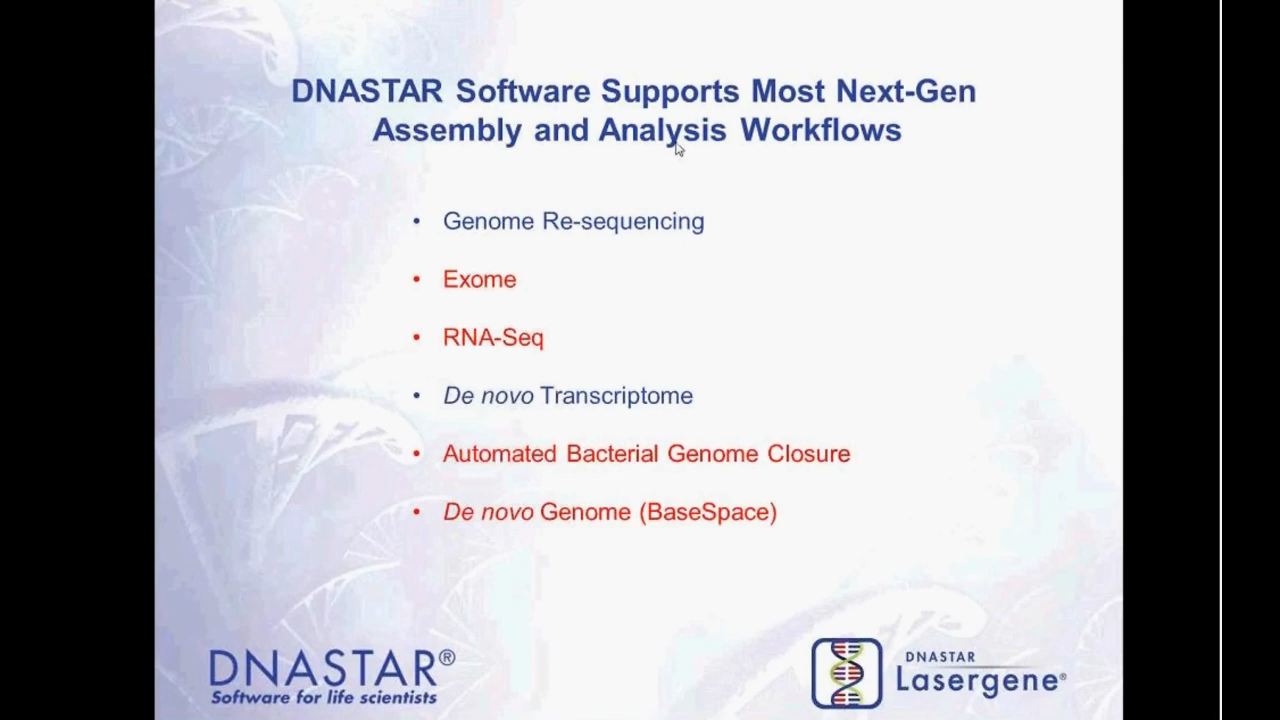 DNASTAR Software Supports Most Next-Gen
Assembly and Analysis Workflows
• Genome Re-sequencing
• Exome
• RNA-Seq
• De novo Transcriptome
• Automated Bacterial Genome Closure
• De novo Genome (BaseSpace)
DNASTAR®
Software for life scientists
DNASTAR
Lasergene®